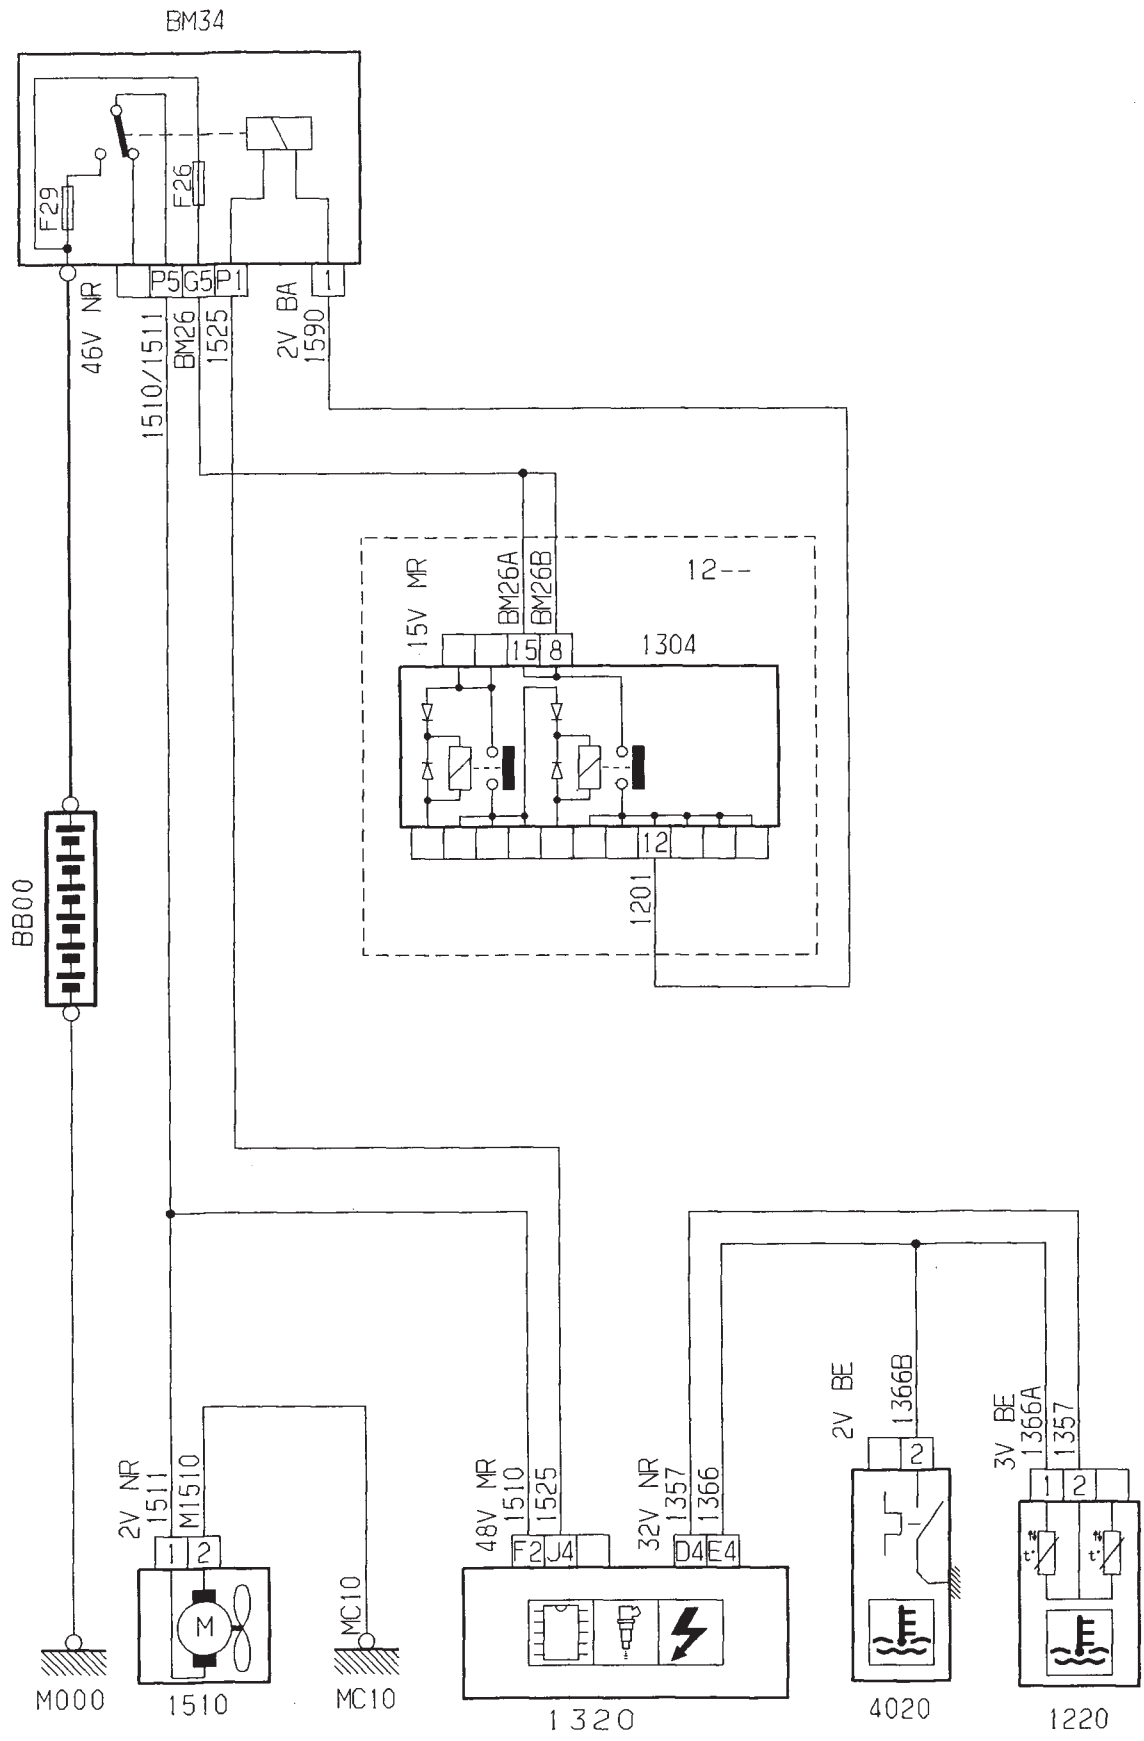 BM34
F29
F26
P5 G5 P1 1
46V NR
1510/1511
BM26
1525
2V BA
1590
12--
15V MR
BM26A
BM26B
15 8
1304
12
1201
BB00
2V NR
1511
M1510
1 2
M
1510
M000
MC10
MC10
48V MR
1510
1525
F2 J4
32V NR
1357
1366
D4 E4
1320
2V BE
1366B
2
4020
3V BE
1366A
1357
1 2
t°
t°
1220